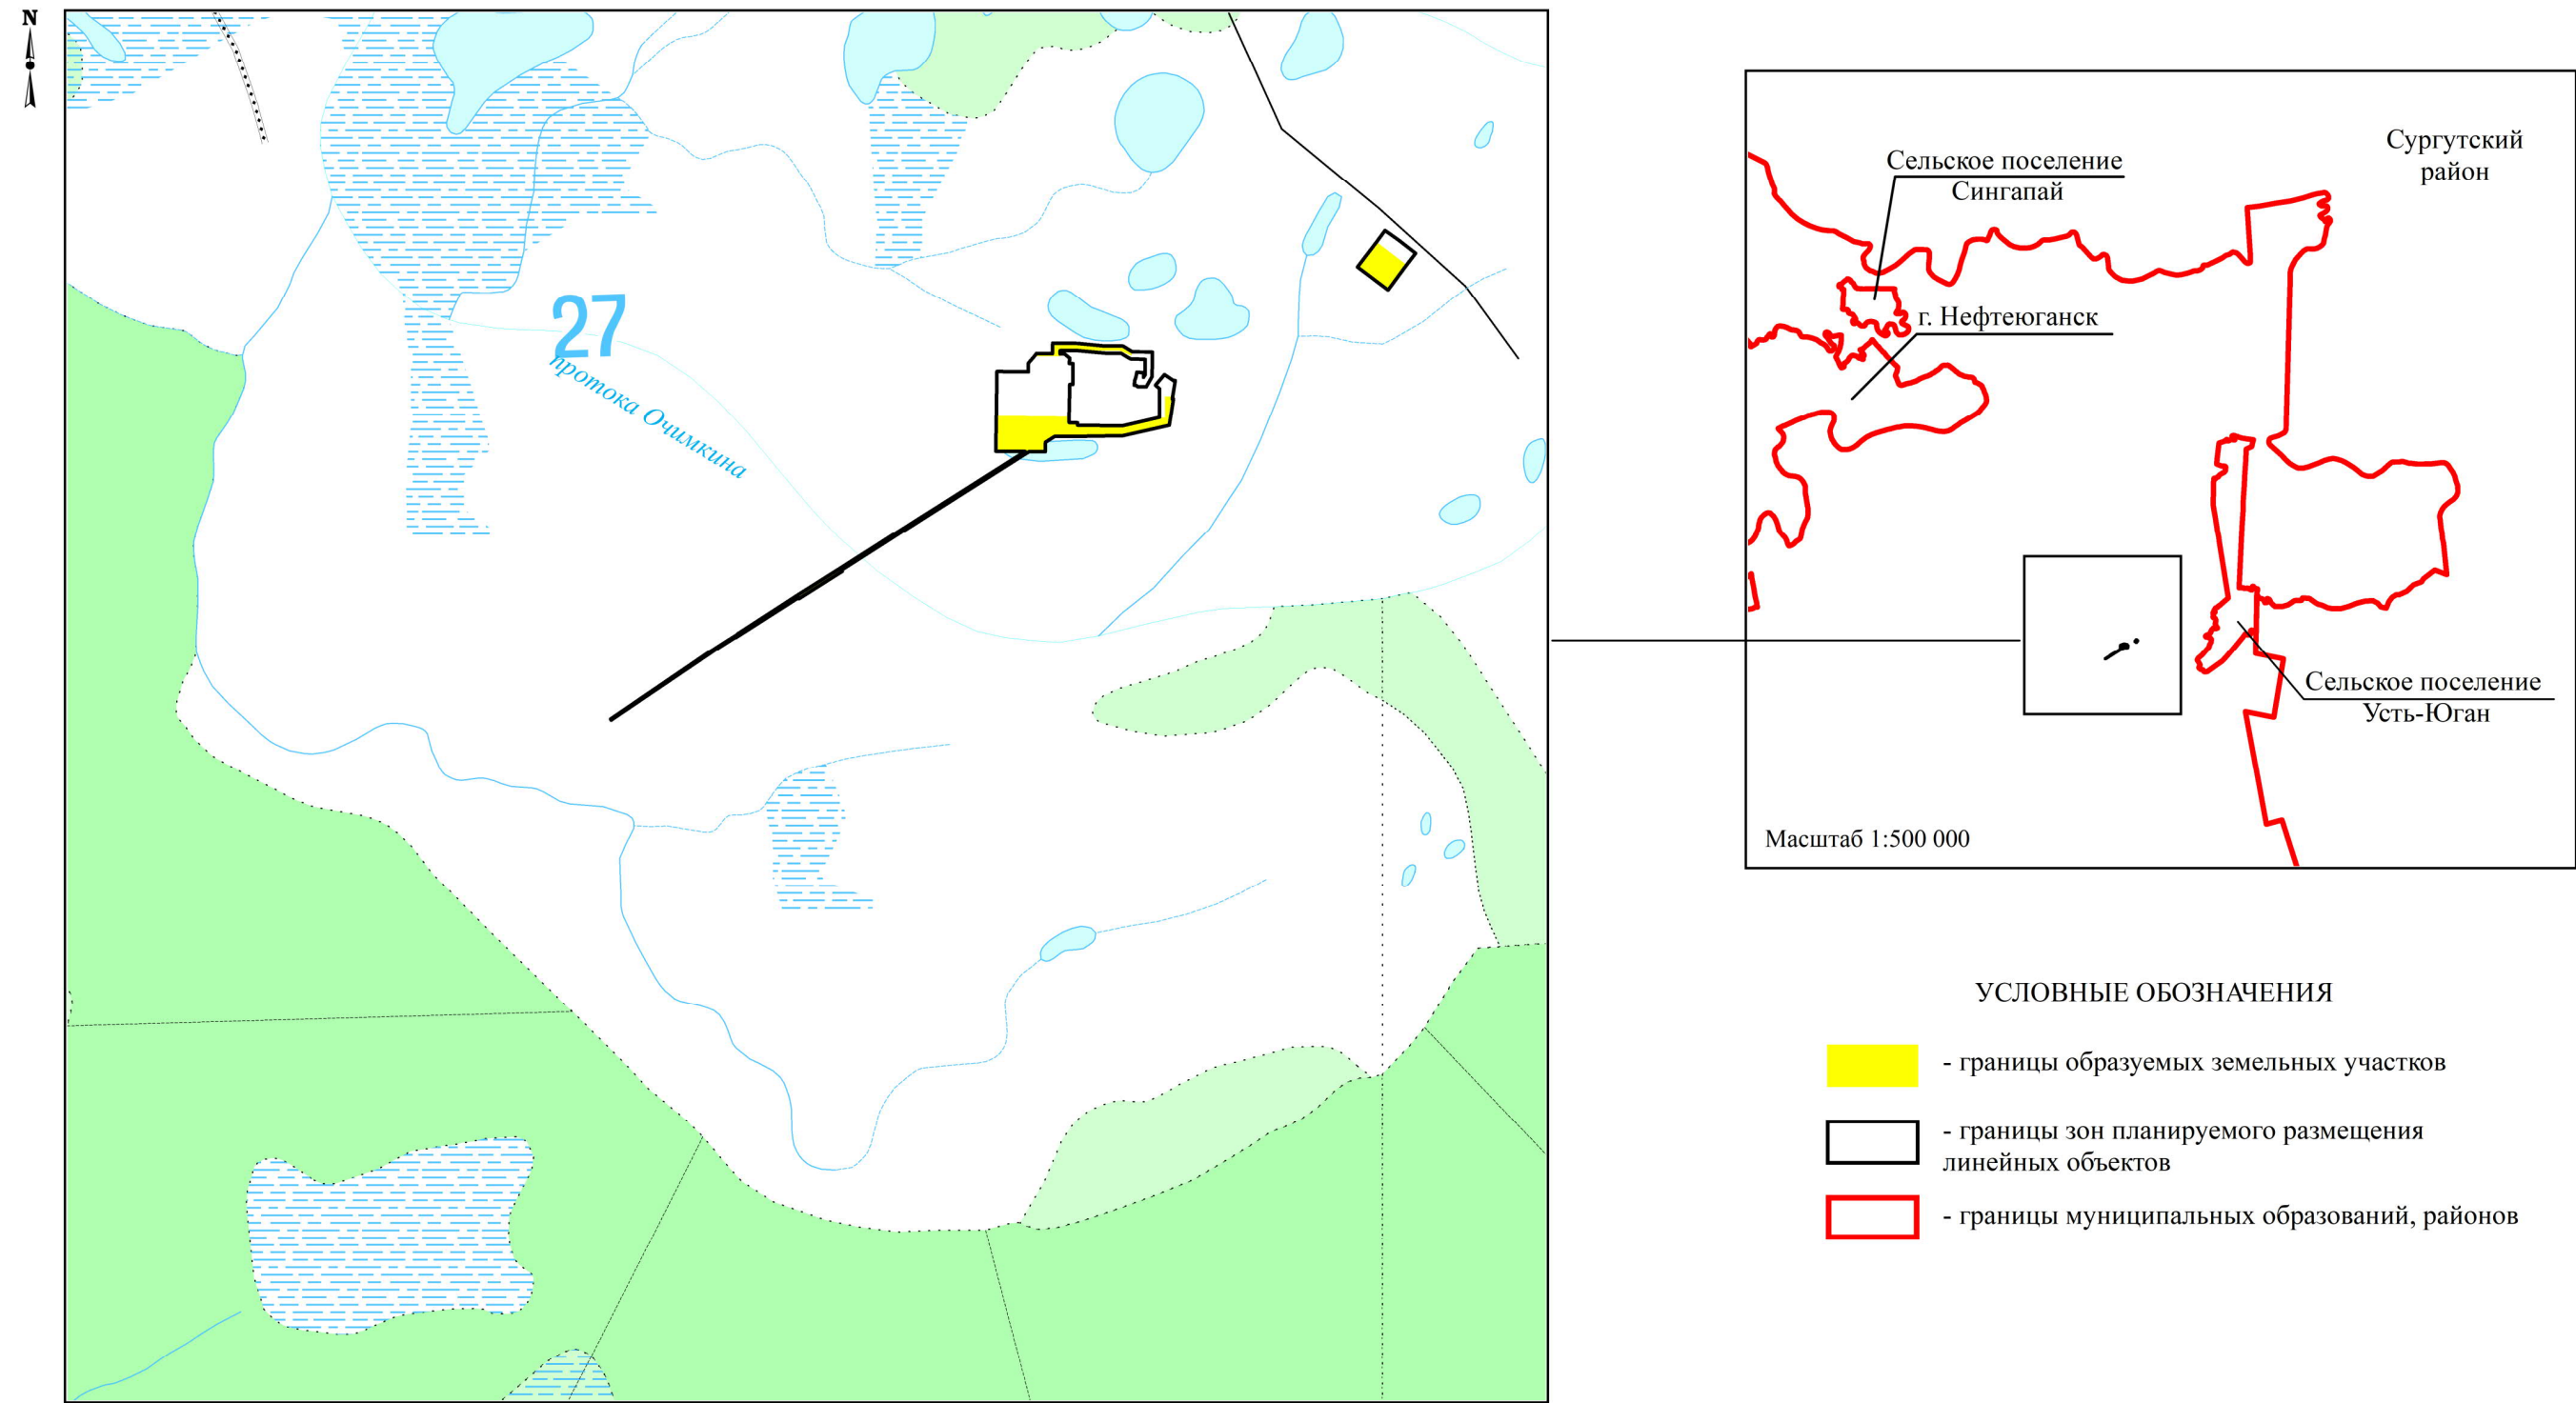 N
27
протока Очимкина
Сургутский
район
Сельское поселение
Сингапай
г. Нефтеюганск
Сельское поселение
Усть-Юган
Масштаб 1:500 000
УСЛОВНЫЕ ОБОЗНАЧЕНИЯ
- границы образуемых земельных участков
- границы зон планируемого размещения
линейных объектов
- границы муниципальных образований, районов